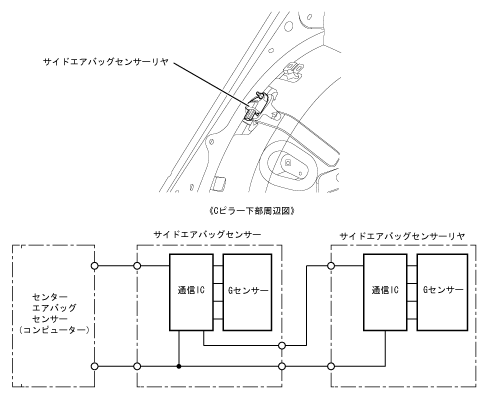 サイドエアバッグセンサーリヤ
《Cピラー下部周辺図》
サイドエアバッグセンサー
サイドエアバッグセンサーリヤ
センター
エアバッグ
センサー
(コンピューター)
通信IC
Gセンサー
通信IC
Gセンサー